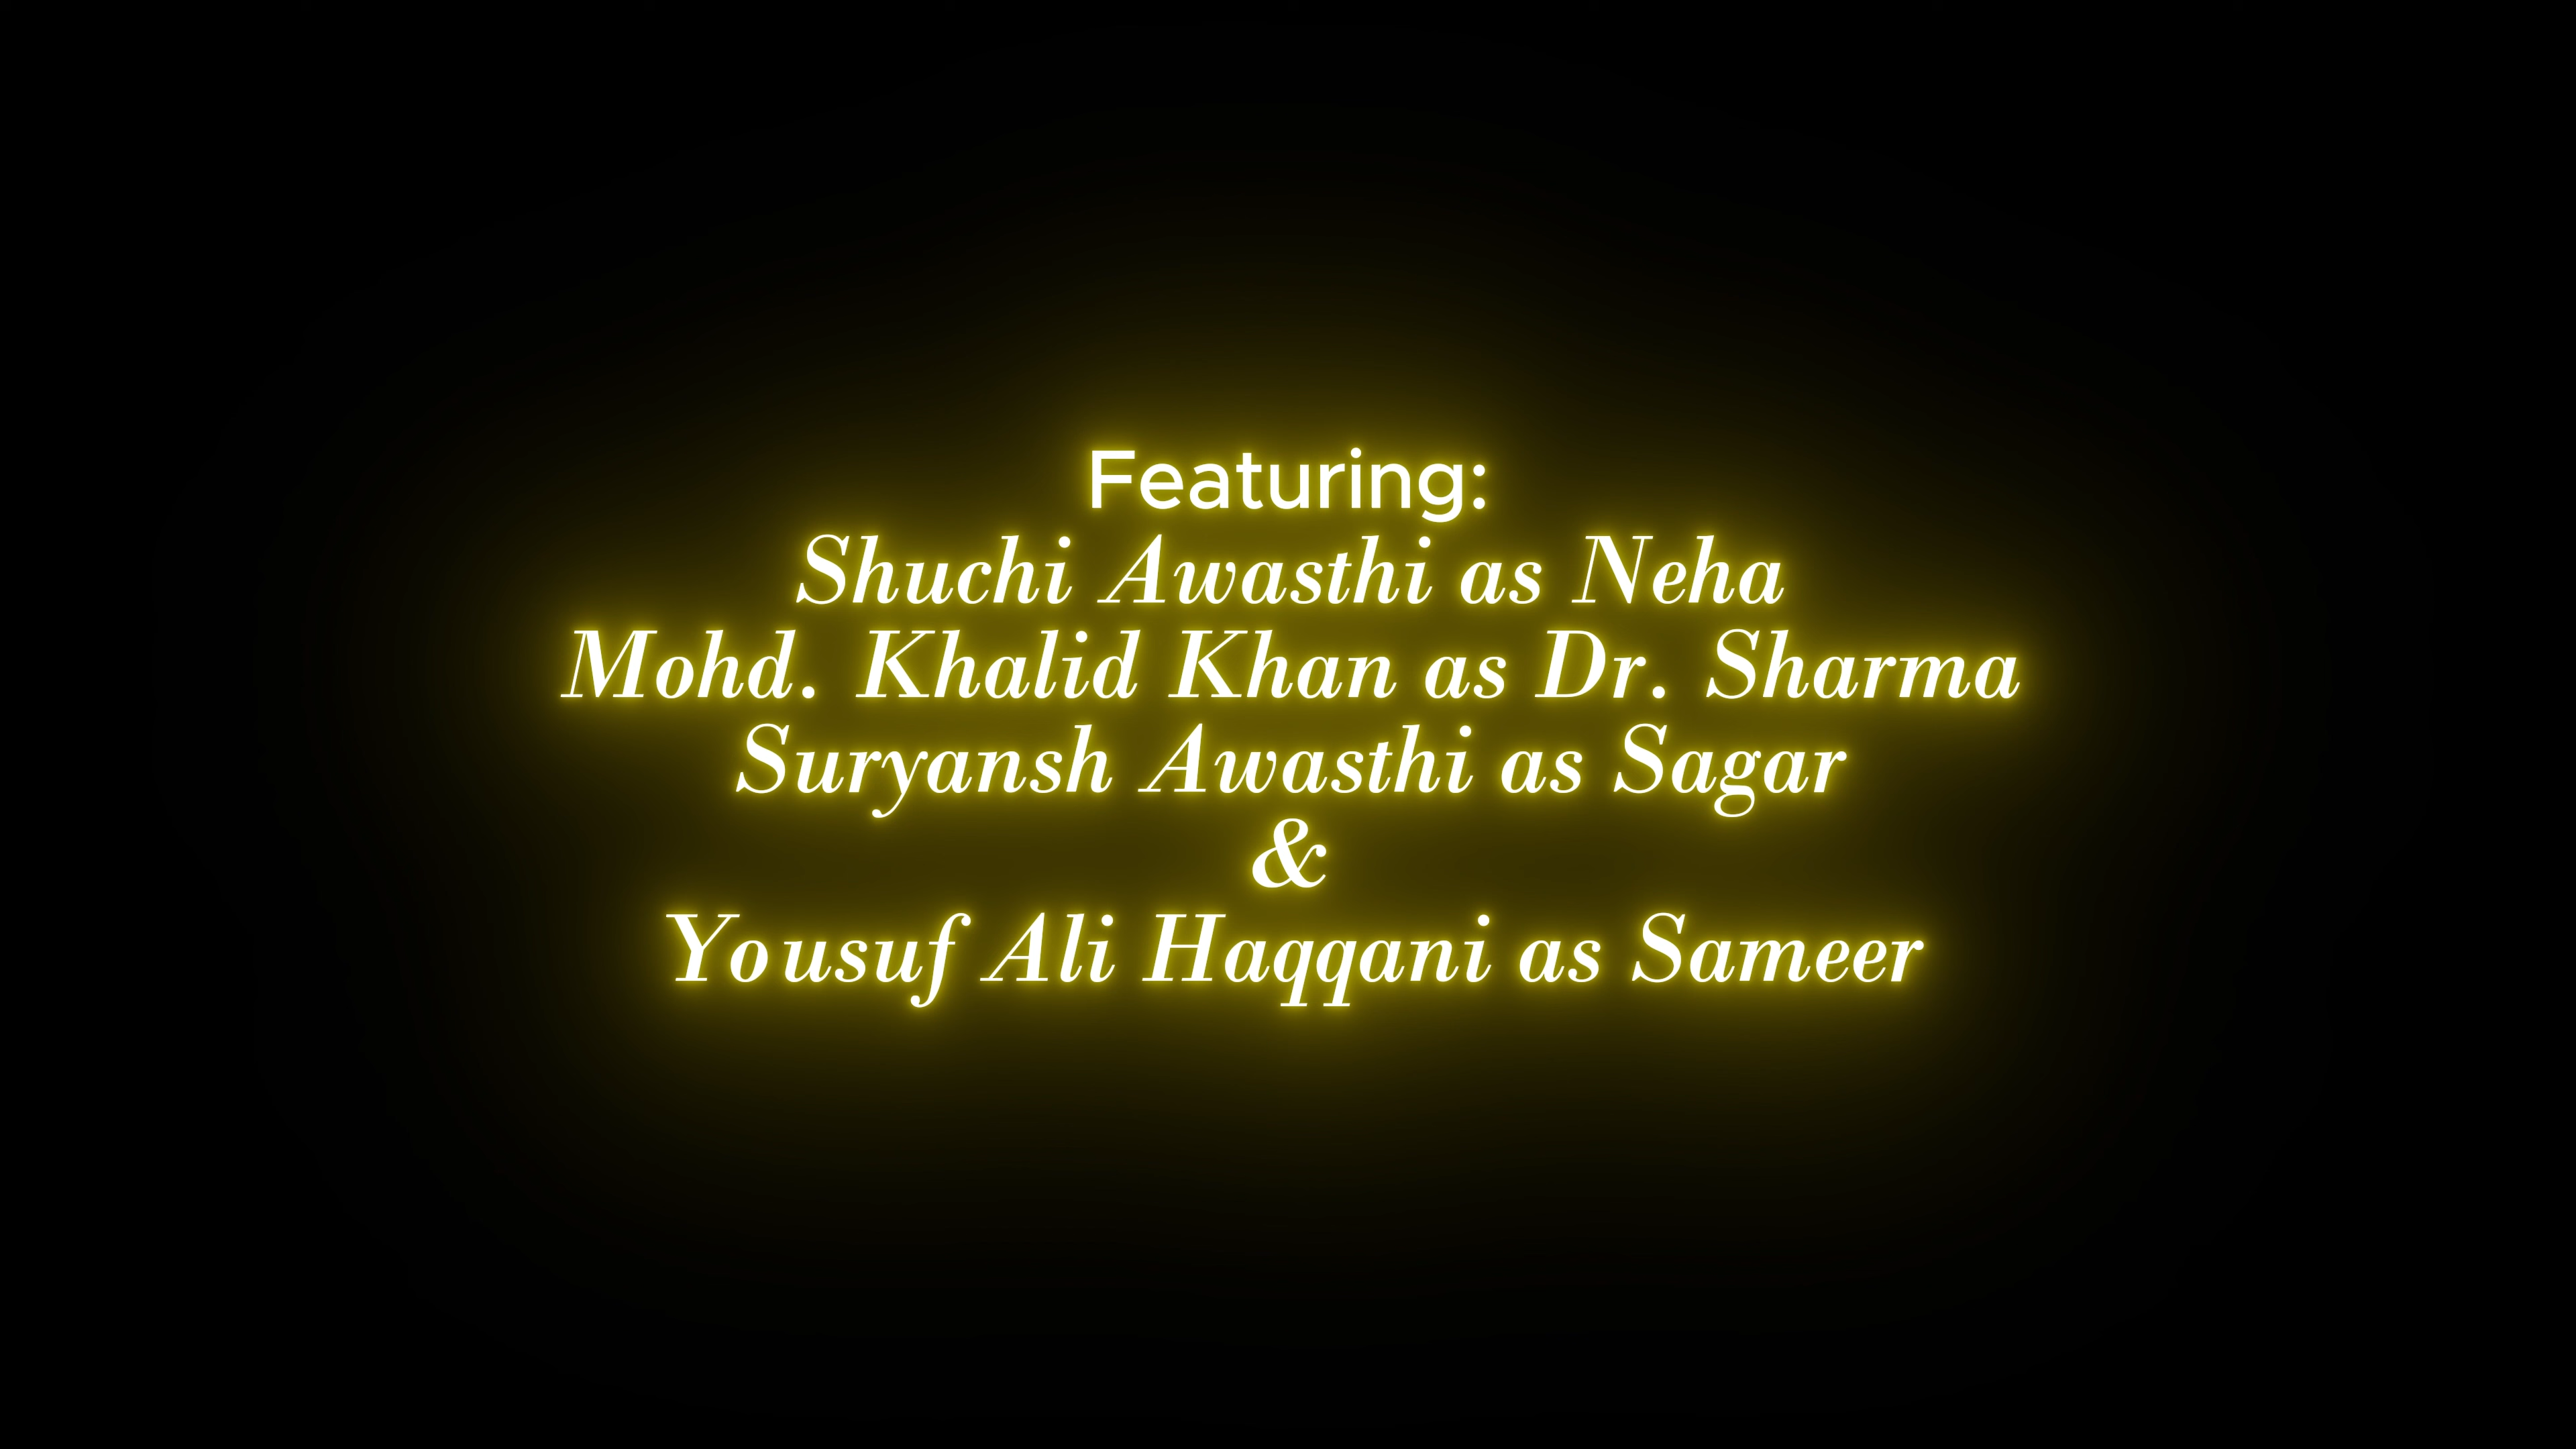 Featuring:
Shuchi Awasthi as Neha
Mohd. Khalid Khan as Dr. Sharma
Suryansh Awasthi as Sagar
&
Yousuf Ali Haqqani as Sameer